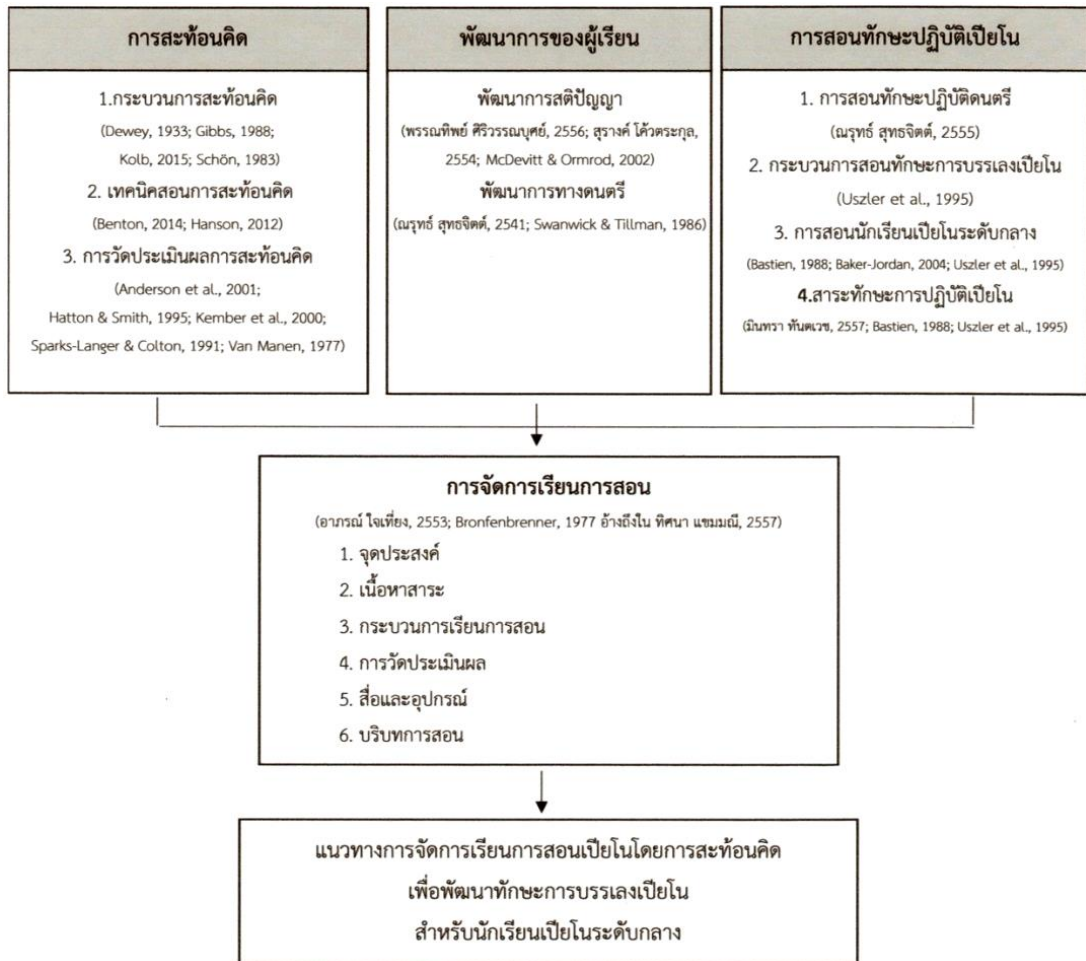 การสะท้อนคิด
1.กระบวนการสะท้อนคิด
(Dewey, 1933; Gibbs, 1988;
Kolb, 2015; Schön, 1983)
2. เทคนิคสอนการสะท้อนคิด
(Benton, 2014; Hanson, 2012)
3. การวัดประเมินผลการสะท้อนคิด
(Anderson et al., 2001;
Hatton & Smith, 1995; Kember et al., 2000;
Sparks-Langer & Colton, 1991; Van Manen, 1977)
พัฒนาการของผู้เรียน
พัฒนาการสติปัญญา
(พรรณทิพย์ ศิริวรรณบุศย์, 2556; สุรางค์ โค้วตระกูล,
2554; McDevitt & Ormrod, 2002)
พัฒนาการทางดนตรี
(ณรุทธ์ สุทธจิตต์, 2541; Swanwick & Tillman, 1986)
การสอนทักษะปฏิบัติเปียโน
1. การสอนทักษะปฏิบัติดนตรี
(ณรุทธ์ สุทธจิตต์, 2555)
2. กระบวนการสอนทักษะการบรรเลงเปียโน
(Uszler et al., 1995)
3. การสอนนักเรียนเปียโนระดับกลาง
(Bastien, 1988; Baker-Jordan, 2004; Uszler et al., 1995)
4.สาระทักษะการปฏิบัติเปียโน
(มินทรา ทันตเวช, 2557; Bastien, 1988; Uszler et al., 1995)
การจัดการเรียนการสอน
(อาภรณ์ ใจเที่ยง, 2553; Bronfenbrenner, 1977 อ้างถึงใน ทิศนา แขมมณี, 2557)
1. จุดประสงค์
2. เนื้อหาสาระ
3. กระบวนการเรียนการสอน
4. การวัดประเมินผล
5. สื่อและอุปกรณ์
6. บริบทการสอน
แนวทางการจัดการเรียนการสอนเปียโนโดยการสะท้อนคิด
เพื่อพัฒนาทักษะการบรรเลงเปียโน
สำหรับนักเรียนเปียโนระดับกลาง